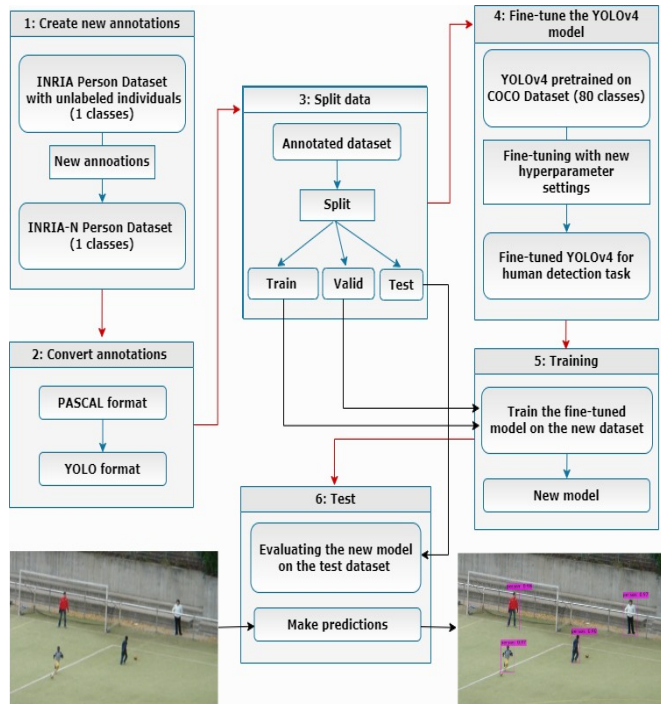 1: Create new annotations
INRIA Person Dataset
with unlabeled individuals
(1 classes)
New annoations
INRIA-N Person Dataset
(1 classes)
2: Convert annotations
PASCAL format
YOLO format
3: Split data
Annotated dataset
Split
Train
Valid
Test
4: Fine-tune the YOLOv4
model
YOLOv4 pretrained on
COCO Dataset (80 classes)
Fine-tuning with new
hyperparameter
settings
Fine-tuned YOLOv4 for
human detection task
5: Training
Train the fine-tuned
model on the new dataset
New model
6: Test
Evaluating the new model
on the test dataset
Make predictions